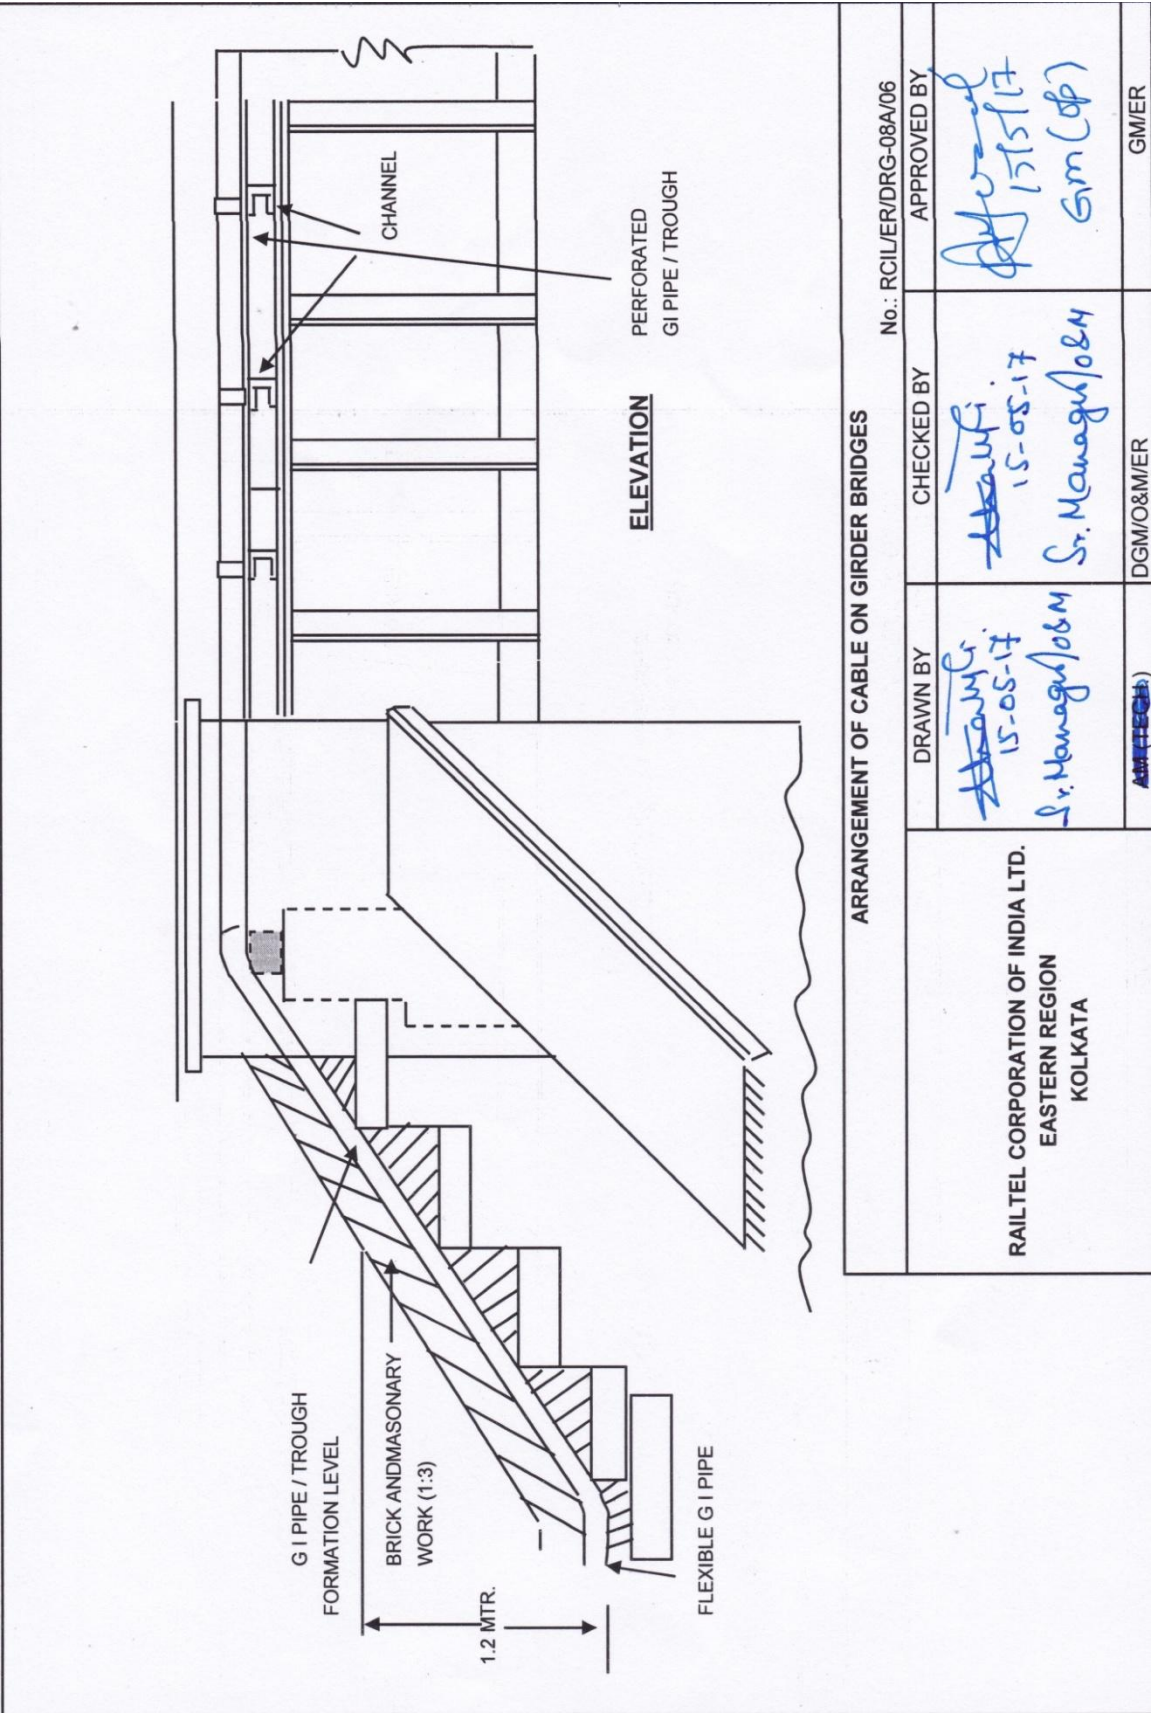 G I PIPE / TROUGH
FORMATION LEVEL
BRICK ANDMASONARY
WORK (1:3)
1.2 MTR.
FLEXIBLE G I PIPE
CHANNEL
PERFORATED
GI PIPE / TROUGH
ELEVATION
ARRANGEMENT OF CABLE ON GIRDER BRIDGES
No.: RCIL/ER/DRG-08A/06
RAILTEL CORPORATION OF INDIA LTD.
EASTERN REGION
KOLKATA
DRAWN BY
15-05-17
Sr. Manager/O&M
AM (TECH)
CHECKED BY
15-05-17
Sr. Manager/O&M
DGM/O&M/ER
APPROVED BY
15/5/17
GM (op)
GM/ER